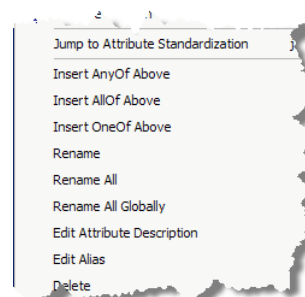 Jump to Attribute Standardization
Insert AnyOf Above
Insert AllOf Above
Insert OneOf Above
Rename
Rename All
Rename All Globally
Edit Attribute Description
Edit Alias
Delete